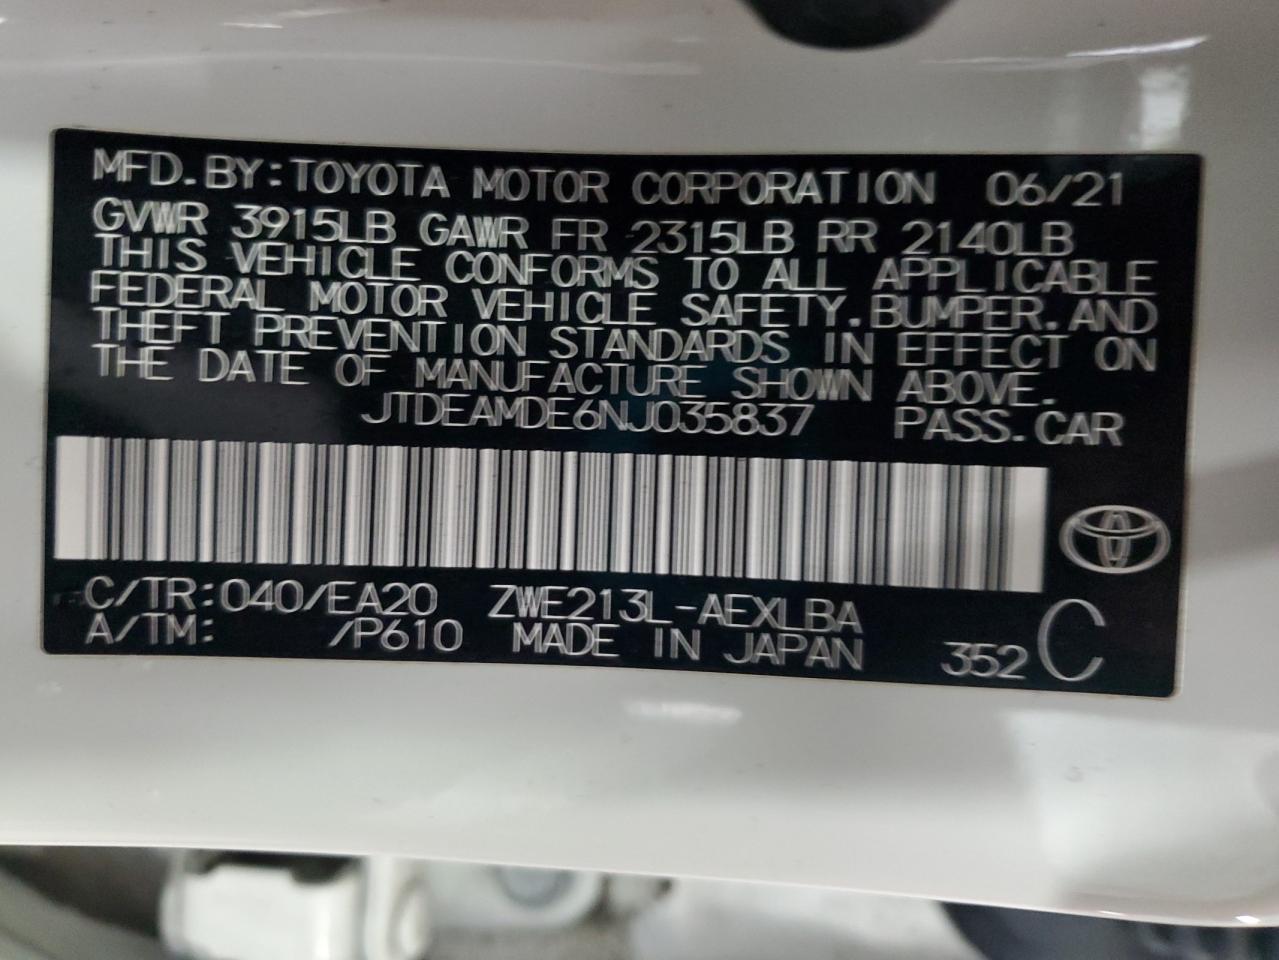 MFD.BY:TOYOTA MOTOR CORPORATION 06/21
GVWR 3915LB GAWR FR 2315LB RR 2140LB
THIS VEHICLE CONFORMS TO ALL APPLICABLE
FEDERAL MOTOR VEHICLE SAFETY,BUMPER,AND
THEFT PREVENTION STANDARDS IN EFFECT ON
THE DATE OF MANUFACTURE SHOWN ABOVE.
JTDEAMDE6NJ035837 PASS.CAR
C/TR:040/EA20 ZWE213L-AEXLBA
A/TM: /P610 MADE IN JAPAN 352 C